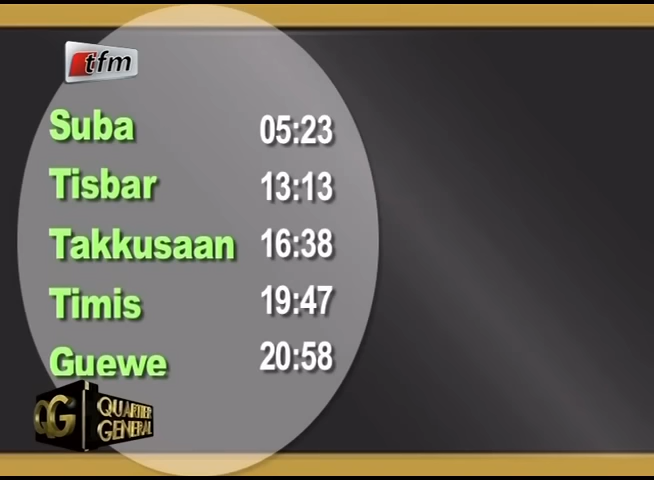 tfm
Suba 05:23
Tisbar 13:13
Takkusaan 16:38
Timis 19:47
Guewe 20:58
QG QUARTIER
GENERAL